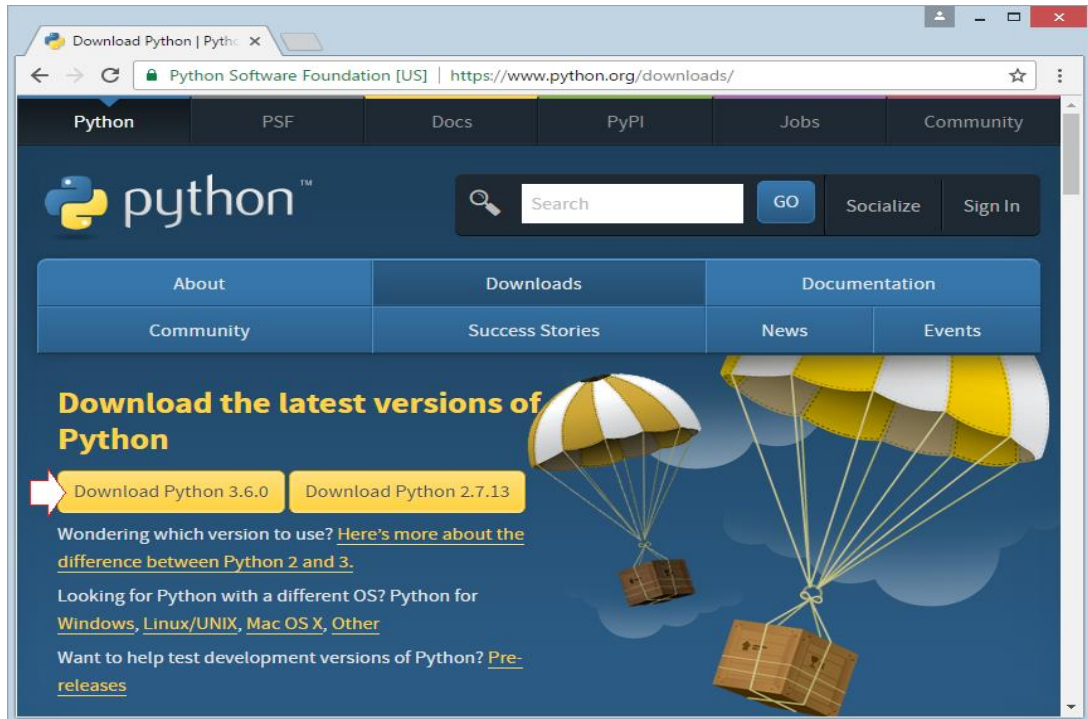 Download Python | Pytho
Python Software Foundation [US] | https://www.python.org/downloads/
Python PSF Docs PyPI Jobs Community
python™
Search GO Socialize Sign In
About Downloads Documentation
Community Success Stories News Events
Download the latest versions of
Python
Download Python 3.6.0 Download Python 2.7.13
Wondering which version to use? Here's more about the
difference between Python 2 and 3.
Looking for Python with a different OS? Python for
Windows, Linux/UNIX, Mac OS X, Other
Want to help test development versions of Python? Pre-
releases